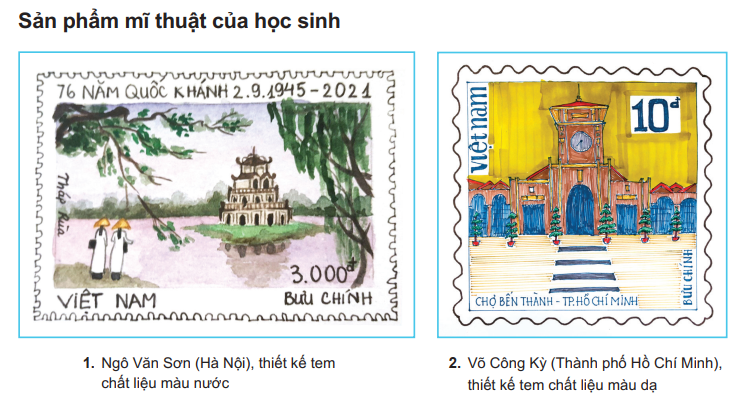 Sản phẩm mĩ thuật của học sinh
76 NĂM QUỐC KHÁNH 2.9.1945-2021
Tháp Rùa
3.000đ
VIỆT NAM
BƯU CHÍNH
việt nam
10đ
BƯU CHÍNH
CHỢ BẾN THÀNH - TP. HỒ CHÍ MINH
1. Ngô Văn Sơn (Hà Nội), thiết kế tem
chất liệu màu nước
2. Võ Công Kỳ (Thành phố Hồ Chí Minh),
thiết kế tem chất liệu màu dạ